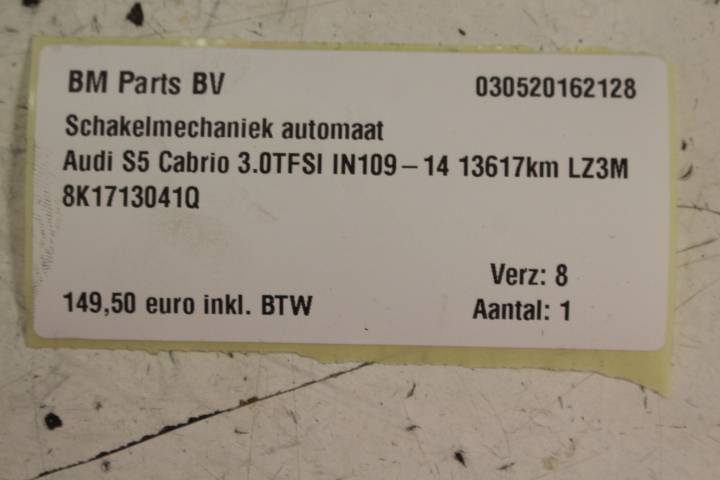 BM Parts BV 030520162128
Schakelmechaniek automaat
Audi S5 Cabrio 3.0TFSI IN109-14 13617km LZ3M
8K1713041Q
Verz: 8
149,50 euro inkl. BTW Aantal: 1